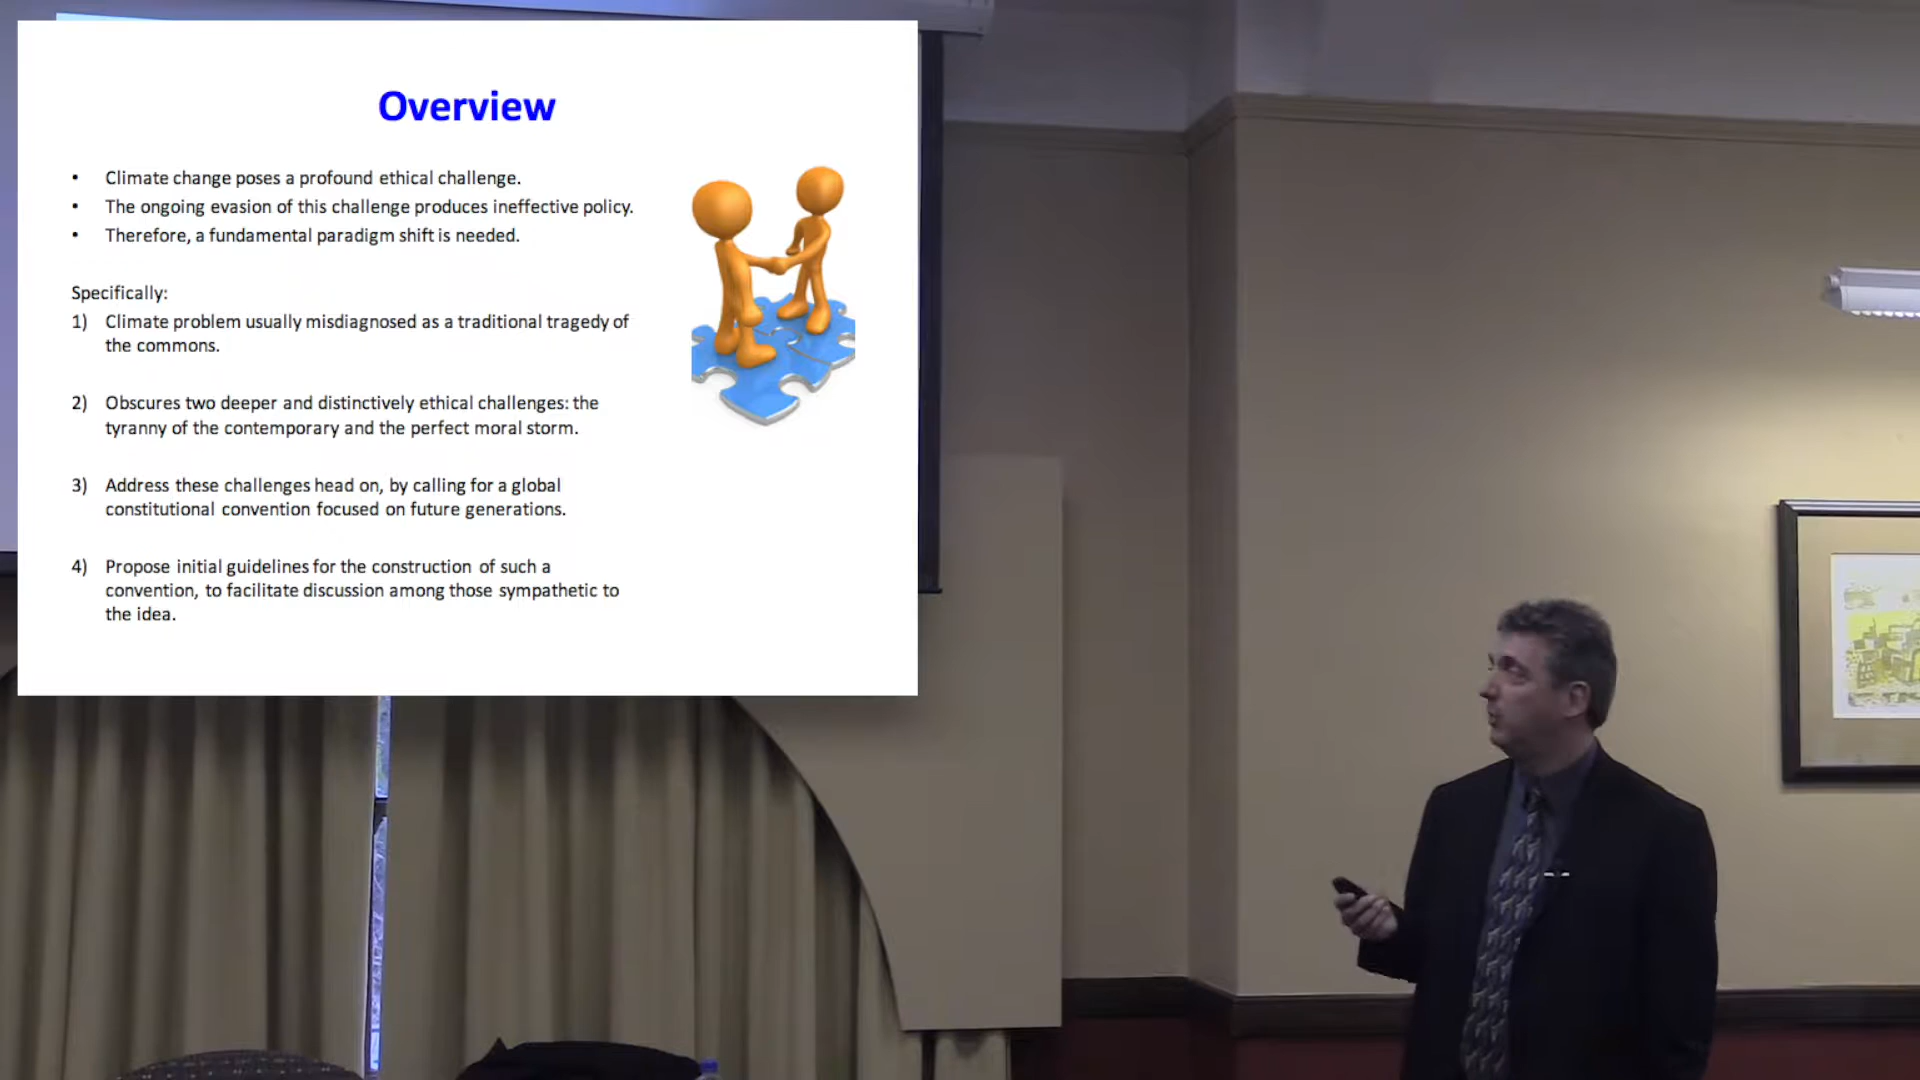 Overview
• Climate change poses a profound ethical challenge.
• The ongoing evasion of this challenge produces ineffective policy.
• Therefore, a fundamental paradigm shift is needed.
Specifically:
1) Climate problem usually misdiagnosed as a traditional tragedy of
the commons.
2) Obscures two deeper and distinctively ethical challenges: the
tyranny of the contemporary and the perfect moral storm.
3) Address these challenges head on, by calling for a global
constitutional convention focused on future generations.
4) Propose initial guidelines for the construction of such a
convention, to facilitate discussion among those sympathetic to
the idea.